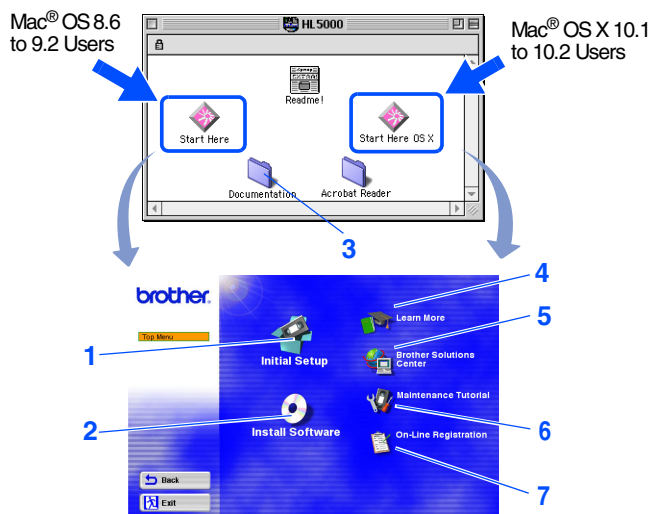 Mac® OS 8.6
to 9.2 Users
HL5000
Mac® OS X 10.1
to 10.2 Users
Readme!
Start Here
Start Here OS X
Documentation
Acrobat Reader
3
brother.
Top Menu
1
Initial Setup
2
Install Software
4
Learn More
5
Brother Solutions
Center
Maintenance Tutorial
6
On-Line Registration
7
Back
Exit